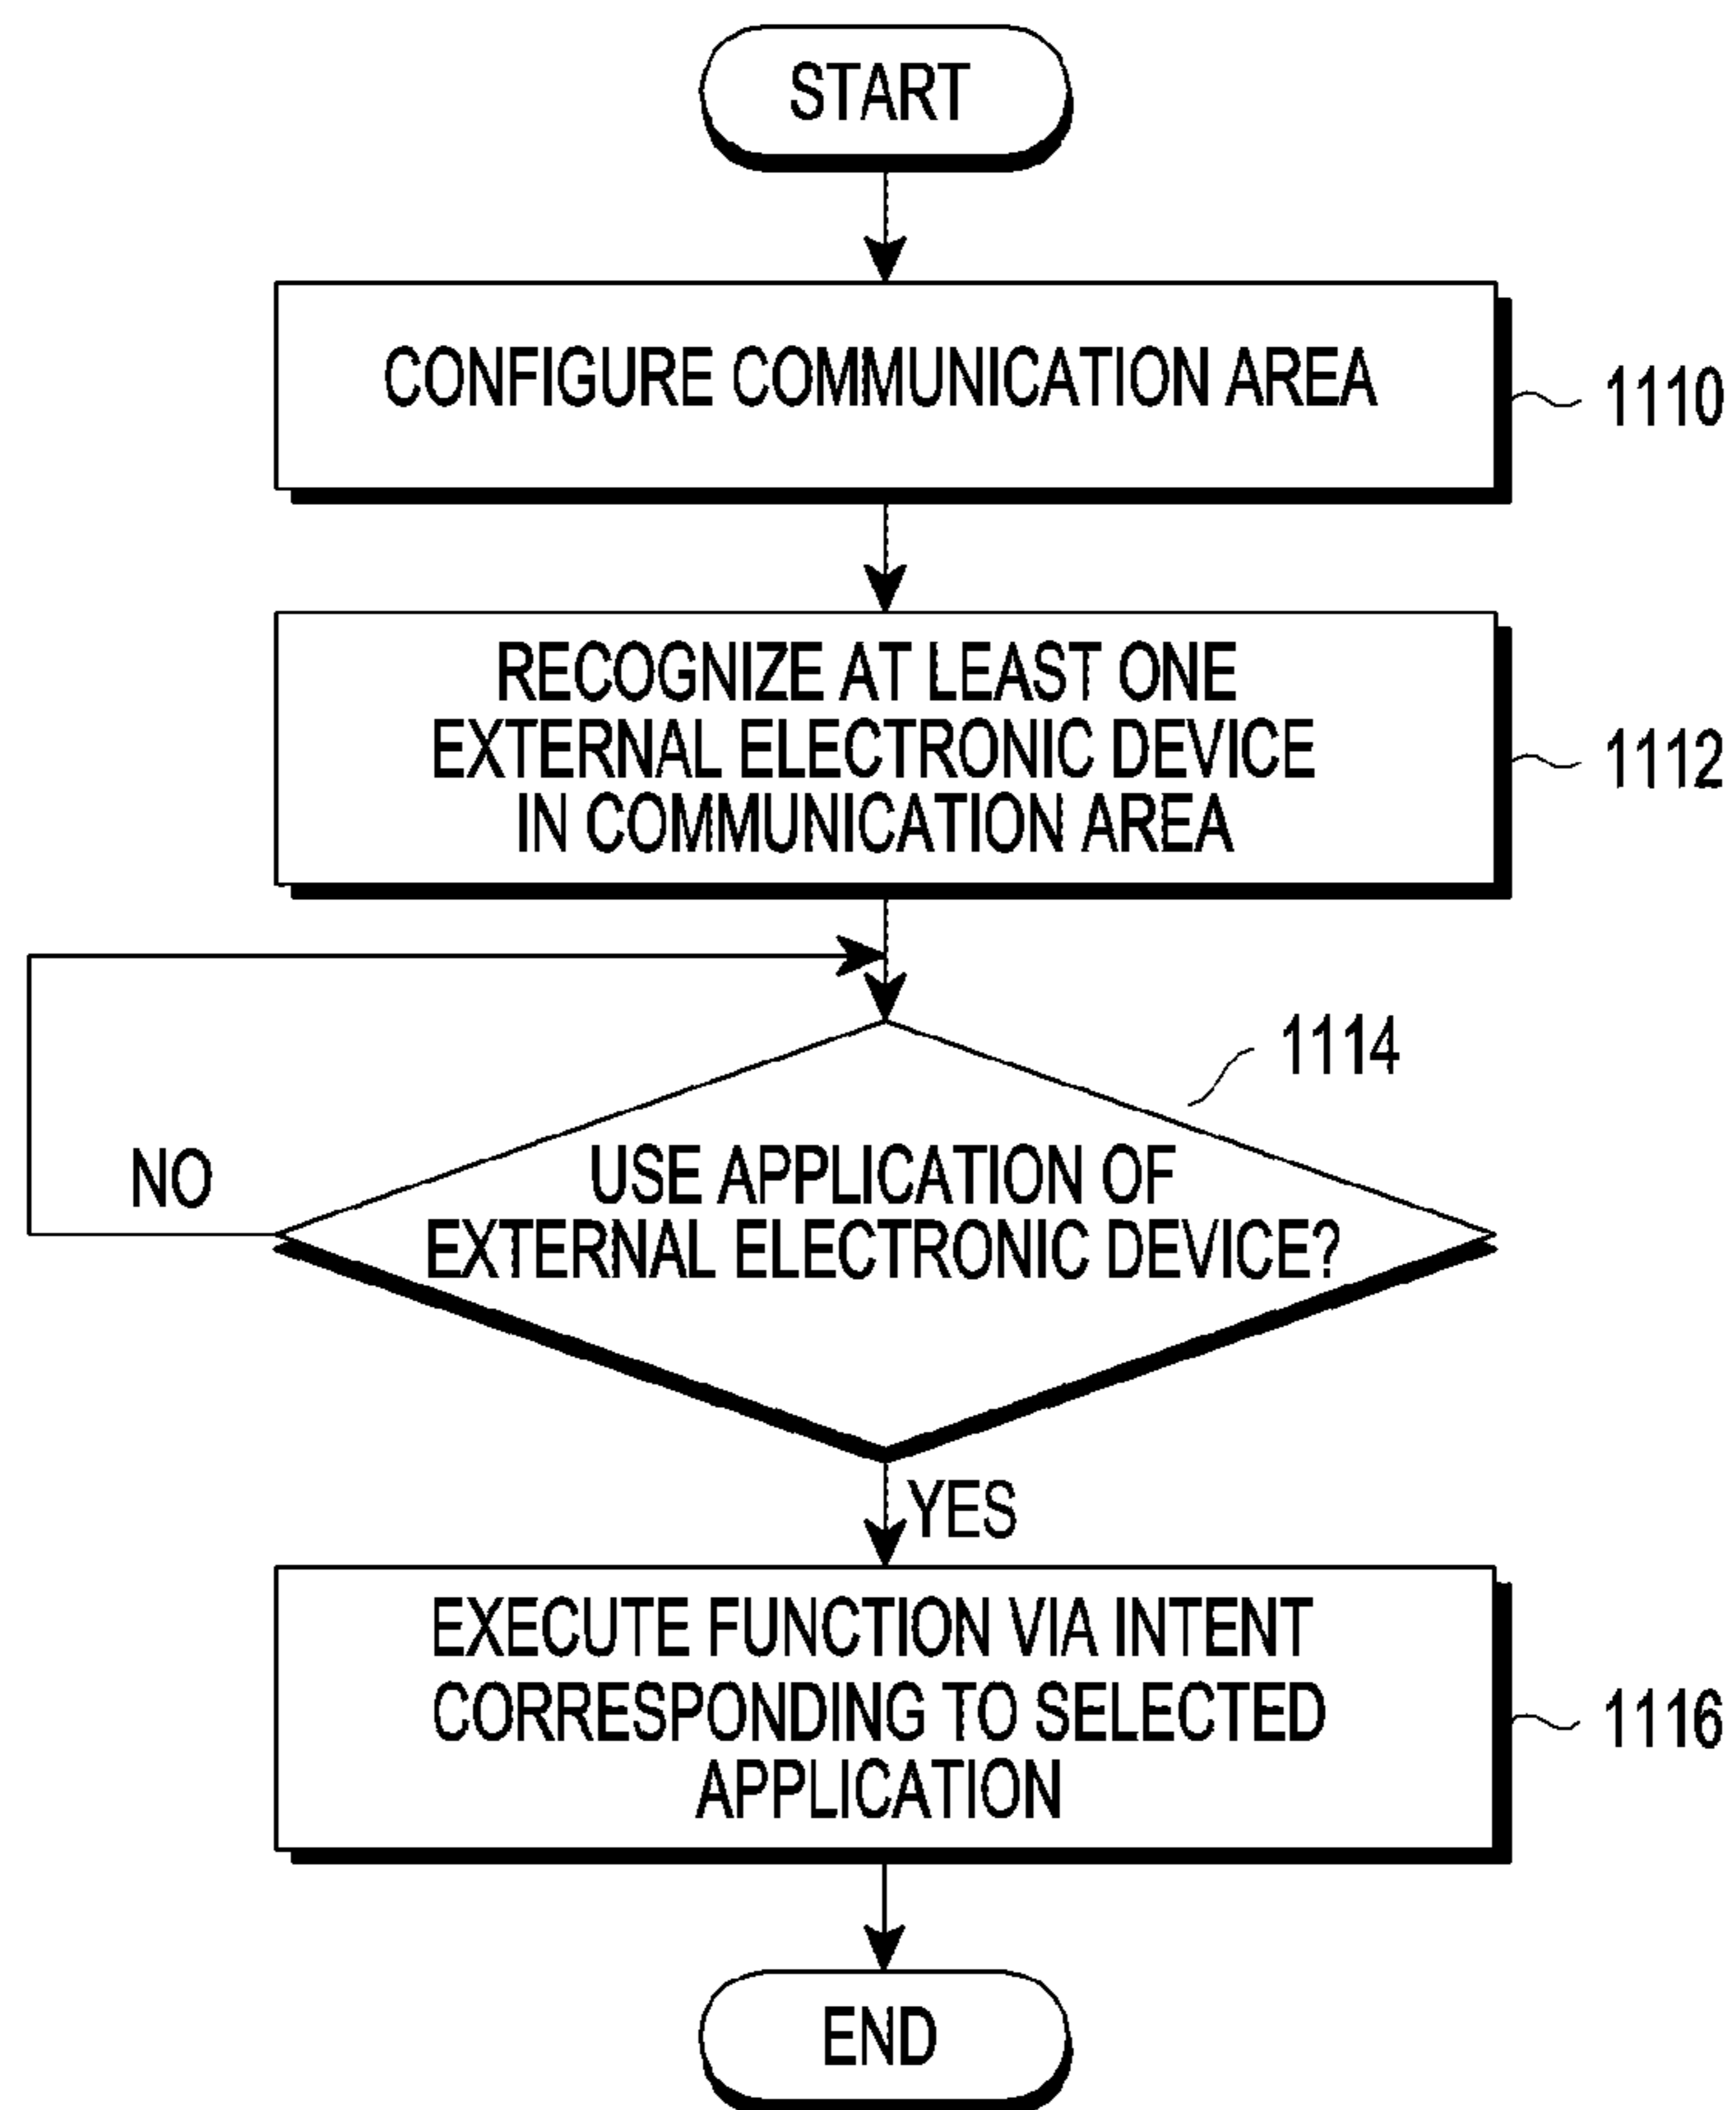 START
CONFIGURE COMMUNICATION AREA
1110
RECOGNIZE AT LEAST ONE
EXTERNAL ELECTRONIC DEVICE
IN COMMUNICATION AREA
1112
1114
NO
USE APPLICATION OF
EXTERNAL ELECTRONIC DEVICE?
YES
EXECUTE FUNCTION VIA INTENT
CORRESPONDING TO SELECTED
APPLICATION
1116
END